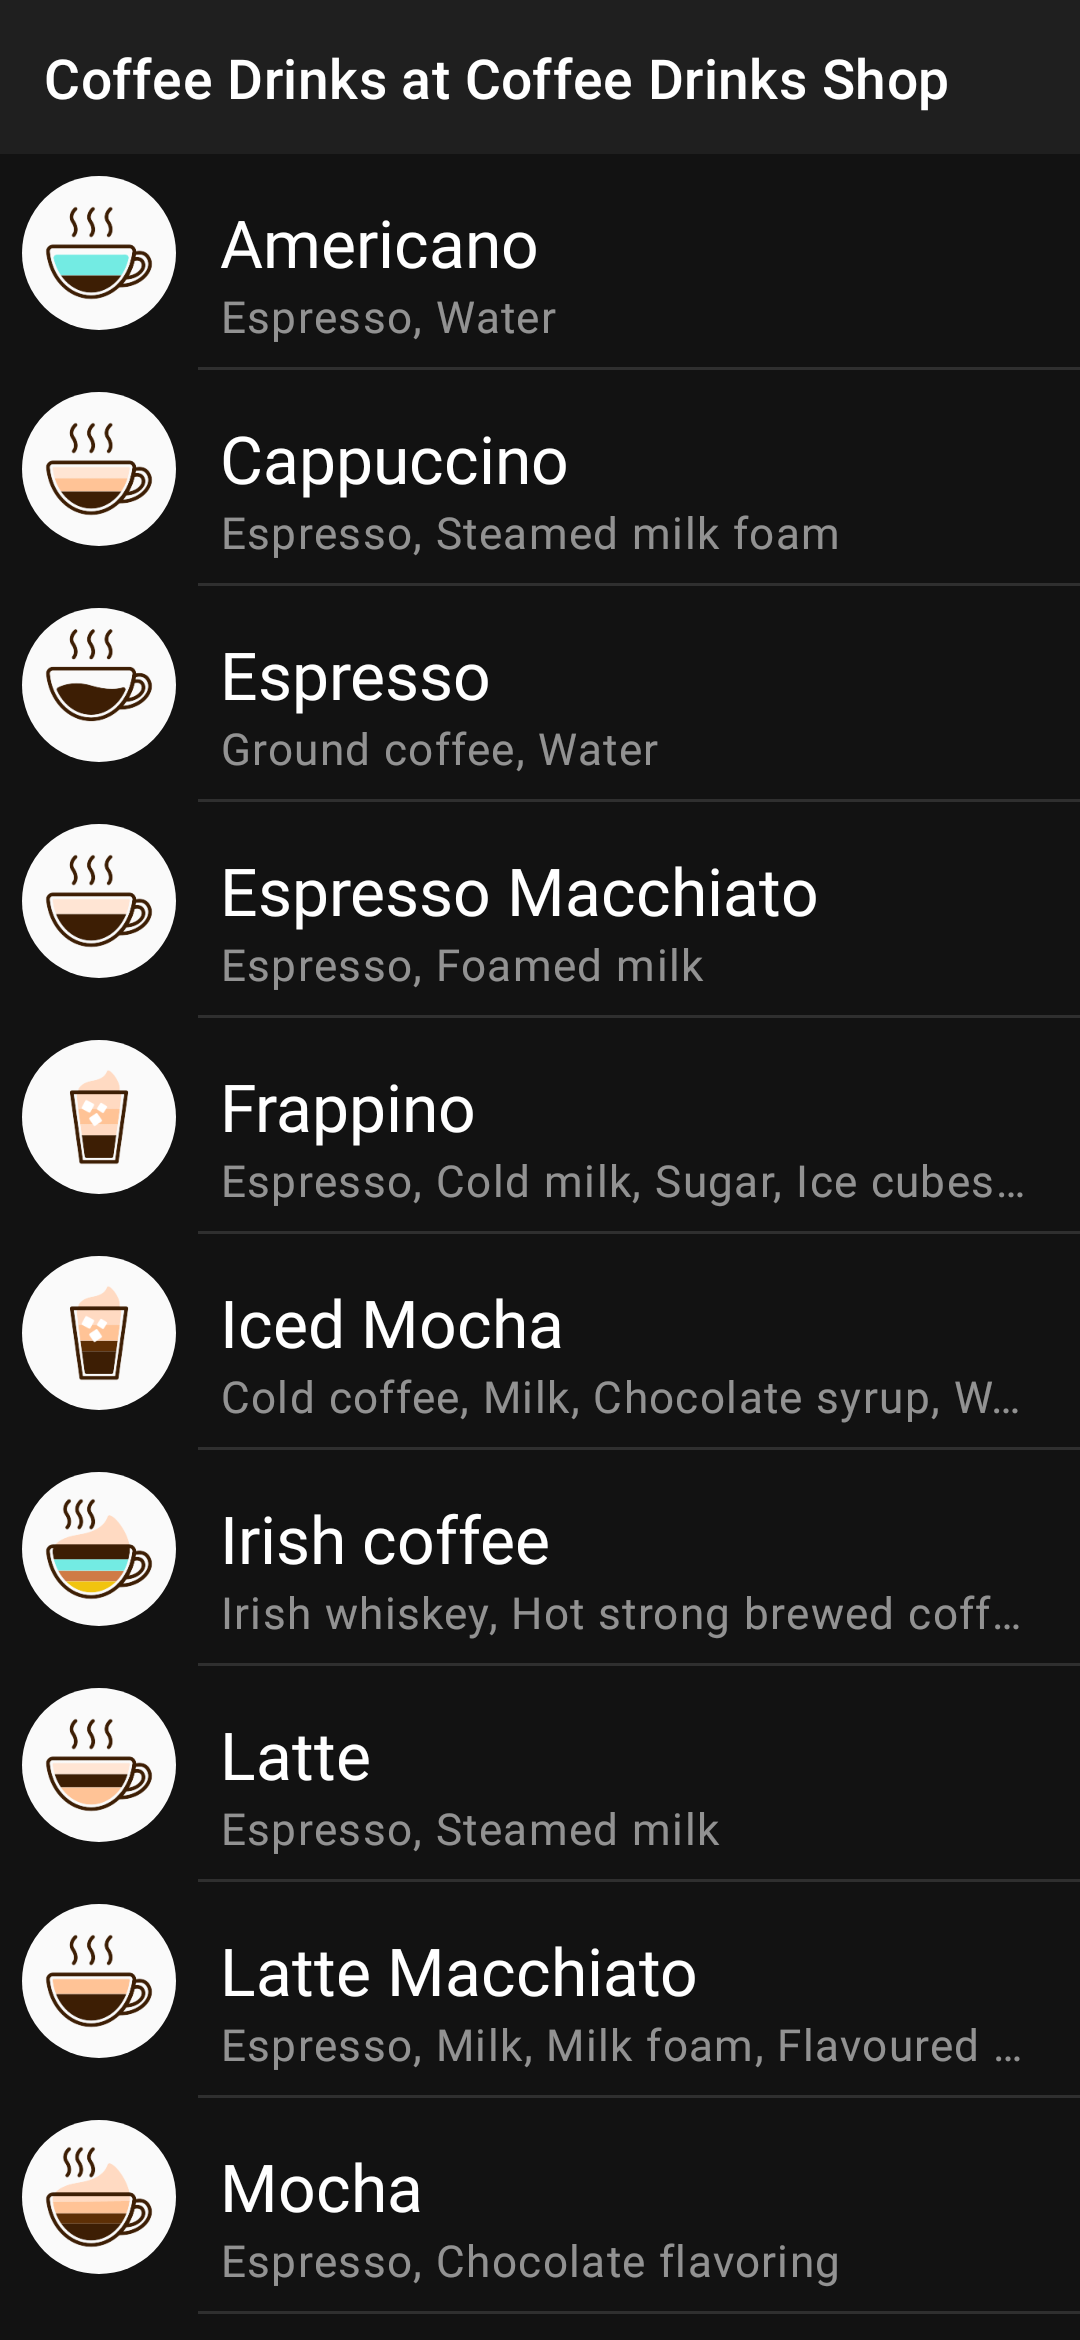 Coffee Drinks at Coffee Drinks Shop
Americano
Espresso, Water
Cappuccino
Espresso, Steamed milk foam
Espresso
Ground coffee, Water
Espresso Macchiato
Espresso, Foamed milk
Frappino
Espresso, Cold milk, Sugar, Ice cubes…
Iced Mocha
Cold coffee, Milk, Chocolate syrup, W…
Irish coffee
Irish whiskey, Hot strong brewed coff…
Latte
Espresso, Steamed milk
Latte Macchiato
Espresso, Milk, Milk foam, Flavoured …
Mocha
Espresso, Chocolate flavoring